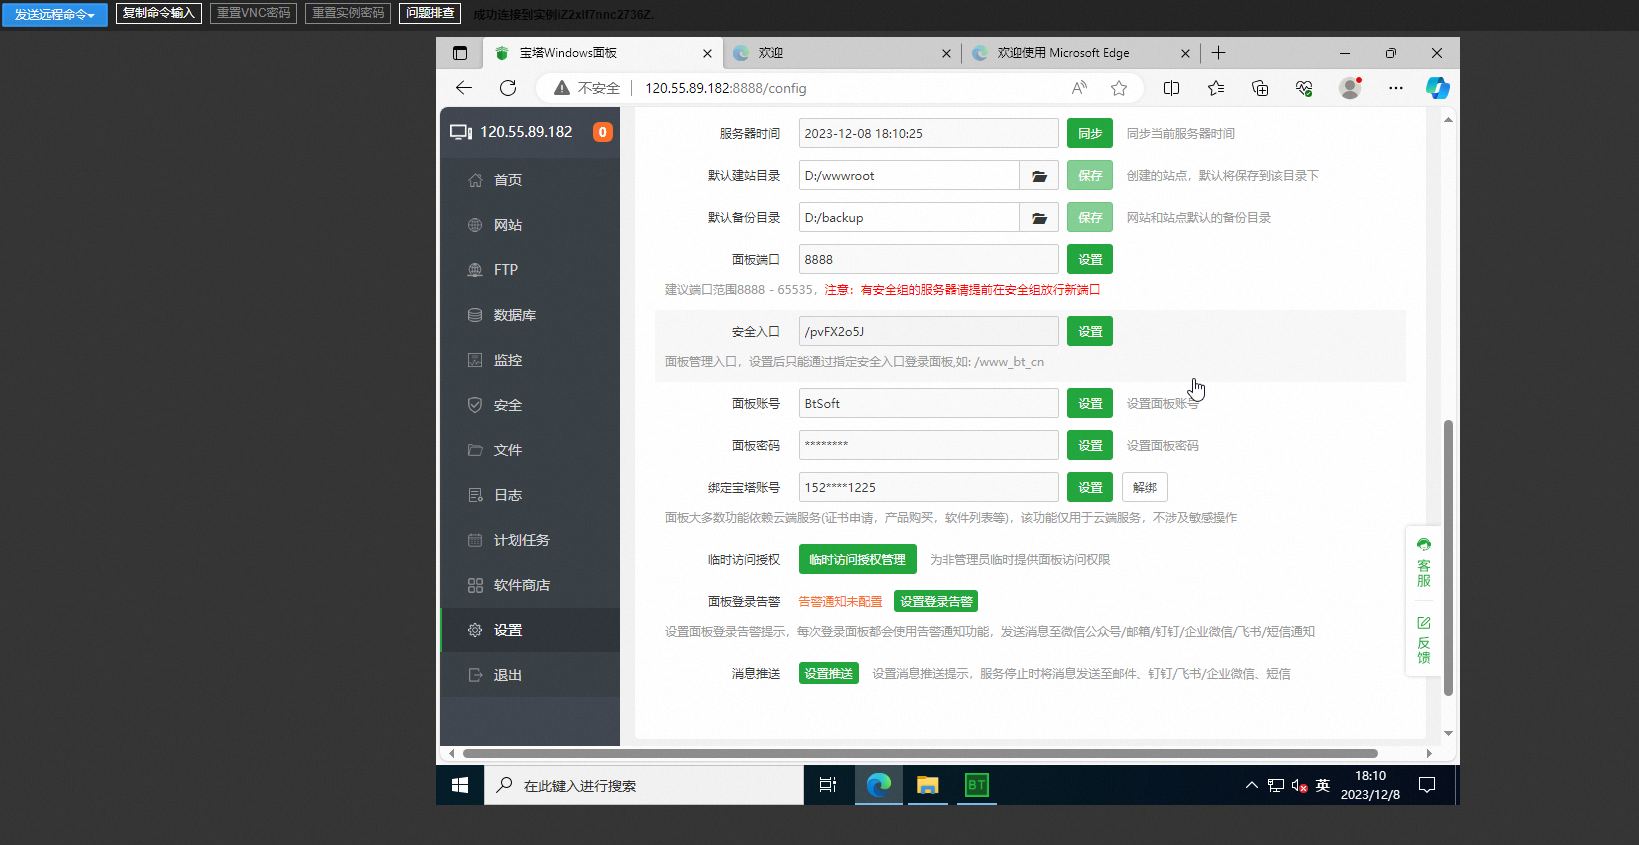 发送远程命令 复制命令输入 重置VNC密码 重置实例密码 问题排查 成功连接到实例iZ2xlf7nnc2736Z.
宝塔Windows面板 欢迎 欢迎使用 Microsoft Edge
不安全 120.55.89.182:8888/config
120.55.89.182 0
首页
网站
FTP
数据库
监控
安全
文件
日志
计划任务
软件商店
设置
退出
服务器时间 2023-12-08 18:10:25 同步 同步当前服务器时间
默认建站目录 D:/wwwroot 保存 创建的站点，默认将保存到该目录下
默认备份目录 D:/backup 保存 网站和站点默认的备份目录
面板端口 8888 设置
建议端口范围8888 - 65535，注意：有安全组的服务器请提前在安全组放行新端口
安全入口 /pvFX2o5J 设置
面板管理入口，设置后只能通过指定安全入口登录面板,如: /www_bt_cn
面板账号 BtSoft 设置 设置面板账号
面板密码 ******** 设置 设置面板密码
绑定宝塔账号 152****1225 设置 解绑
面板大多数功能依赖云端服务(证书申请，产品购买，软件列表等)，该功能仅用于云端服务，不涉及敏感操作
临时访问授权 临时访问授权管理 为非管理员临时提供面板访问权限
面板登录告警 告警通知未配置 设置登录告警
设置面板登录告警提示，每次登录面板都会使用告警通知功能，发送消息至微信公众号/邮箱/钉钉/企业微信/飞书/短信通知
消息推送 设置推送 设置消息推送提示，服务停止时将消息发送至邮件、钉钉/飞书/企业微信、短信
客服
反馈
在此键入进行搜索 BT 英 18:10
2023/12/8